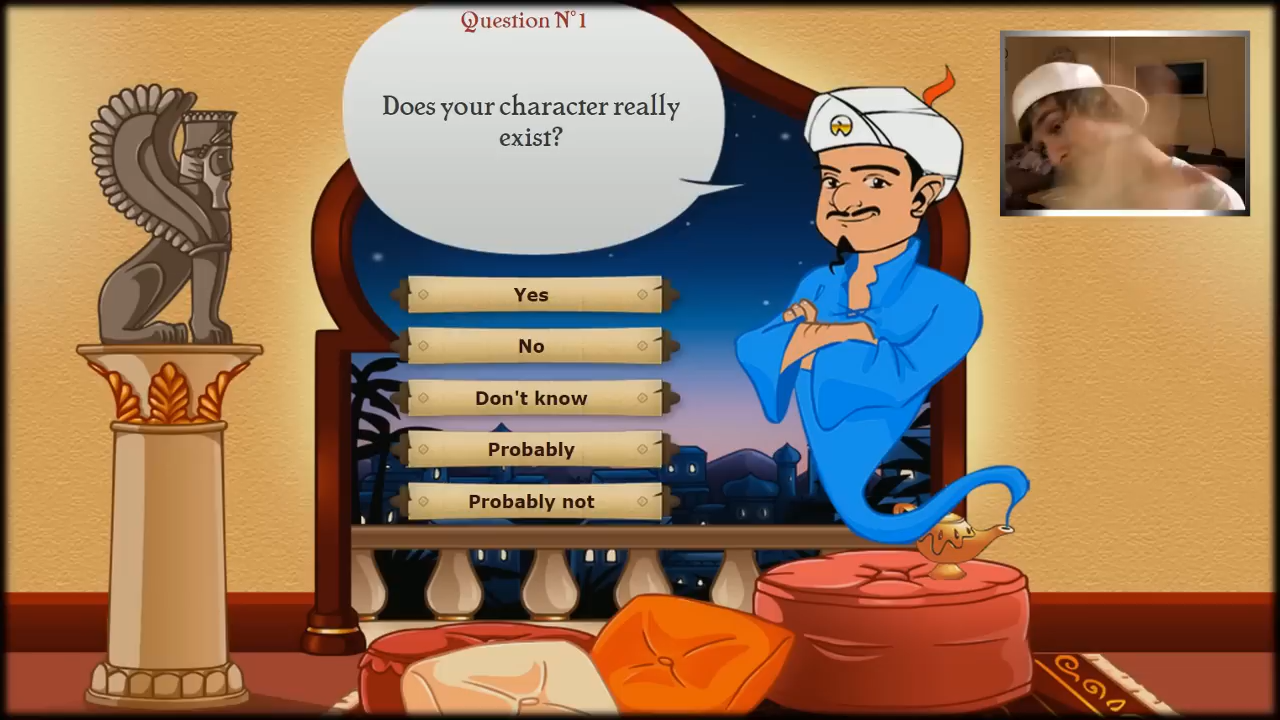 Question N°1
Does your character really
exist?
Yes
No
Don't know
Probably
Probably not